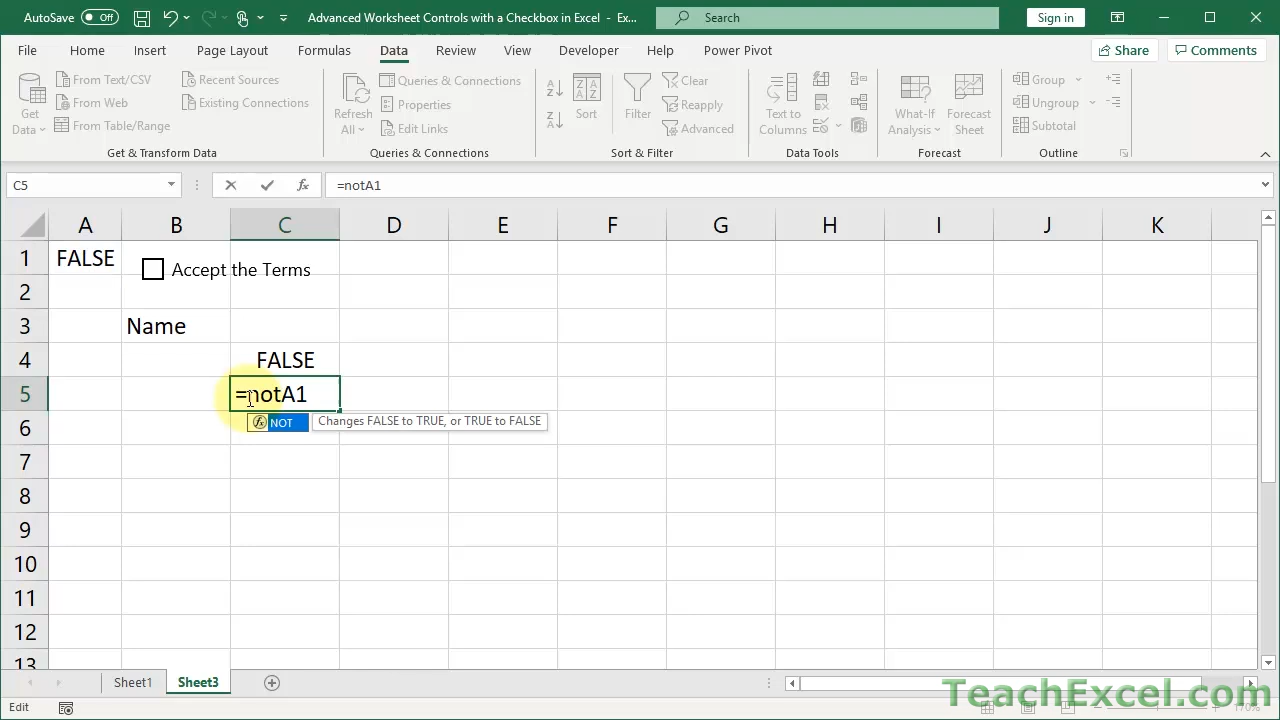 AutoSave Off Advanced Worksheet Controls with a Checkbox in Excel - Exc... Search Sign in
File Home Insert Page Layout Formulas Data Review View Developer Help Power Pivot Share Comments
Get Data
From Text/CSV
From Web
From Table/Range
Recent Sources
Existing Connections
Get & Transform Data
Refresh All
Queries & Connections
Properties
Edit Links
Queries & Connections
Sort
Filter
Clear
Reapply
Advanced
Sort & Filter
Text to Columns
Data Tools
What-If Analysis
Forecast Sheet
Forecast
Group
Ungroup
Subtotal
Outline
C5 fx =notA1
A B C D E F G H I J K
1 FALSE Accept the Terms
2
3 Name
4 FALSE
5 =notA1
6 fx NOT Changes FALSE to TRUE, or TRUE to FALSE
7
8
9
10
11
12
13
Sheet1 Sheet3
TeachExcel.com
Edit 170%